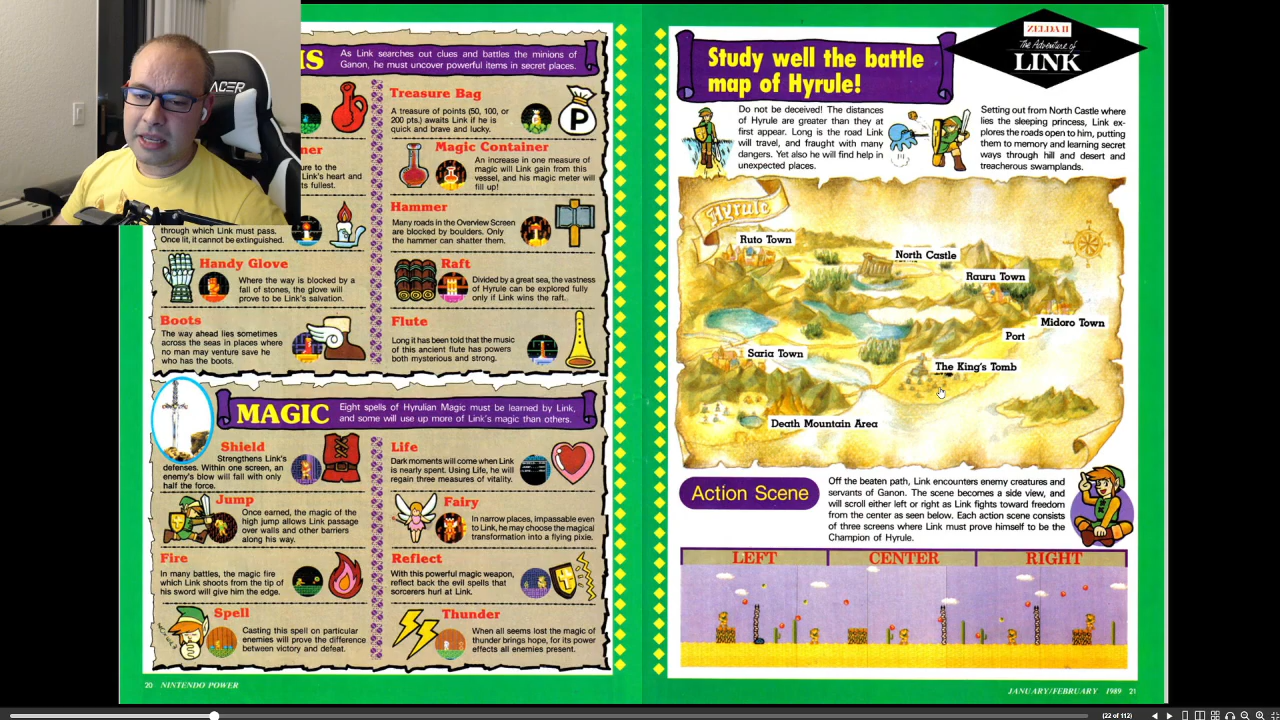 ACER
IS
As Link searches out clues and battles the minions of
Ganon, he must uncover powerful items in secret places.
ner
ure to the
Link's heart and
ts fullest.
through which Link must pass.
Once lit, it cannot be extinguished.
Handy Glove
Where the way is blocked by a
fall of stones, the glove will
prove to be Link's salvation.
Boots
The way ahead lies sometimes
across the seas in places where
no man may venture save he
who has the boots.
Treasure Bag
A treasure of points (50, 100, or
200 pts.) awaits Link if he is
quick and brave and lucky.
P
Magic Container
An increase in one measure of
magic will Link gain from this
vessel, and his magic meter will
fill up!
Hammer
Many roads in the Overview Screen
are blocked by boulders. Only
the hammer can shatter them.
Raft
Divided by a great sea, the vastness
of Hyrule can be explored fully
only if Link wins the raft.
Flute
Long it has been told that the music
of this ancient flute has powers
both mysterious and strong.
MAGIC
Eight spells of Hyrulian Magic must be learned by Link,
and some will use up more of Link's magic than others.
Shield
Strengthens Link's
defenses. Within one screen, an
enemy's blow will fall with only
half the force.
Jump
Once earned, the magic of the
high jump allows Link passage
over walls and other barriers
along his way.
Fire
In many battles, the magic fire
which Link shoots from the tip of
his sword will give him the edge.
Spell
Casting this spell on particular
enemies will prove the difference
between victory and defeat.
Life
Dark moments will come when Link
is nearly spent. Using Life, he will
regain three measures of vitality.
Fairy
In narrow places, impassable even
to Link, he may choose the magical
transformation into a flying pixie.
Reflect
With this powerful magic weapon,
reflect back the evil spells that
sorcerers hurl at Link.
Thunder
When all seems lost the magic of
thunder brings hope, for its power
effects all enemies present.
20 NINTENDO POWER
Study well the battle
map of Hyrule!
ZELDA II
The Adventure of
LINK
Do not be deceived! The distances
of Hyrule are greater than they at
first appear. Long is the road Link
will travel, and fraught with many
dangers. Yet also he will find help in
unexpected places.
Setting out from North Castle where
lies the sleeping princess, Link ex-
plores the roads open to him, putting
them to memory and learning secret
ways through hill and desert and
treacherous swamplands.
Hyrule
Ruto Town
North Castle
Rauru Town
Midoro Town
Port
Saria Town
The King's Tomb
Death Mountain Area
Action Scene
Off the beaten path, Link encounters enemy creatures and
servants of Ganon. The scene becomes a side view, and
will scroll either left or right as Link fights toward freedom
from the center as seen below. Each action scene consists
of three screens where Link must prove himself to be the
Champion of Hyrule.
LEFT
CENTER
RIGHT
JANUARY/FEBRUARY 1989 21
(22 of 112)